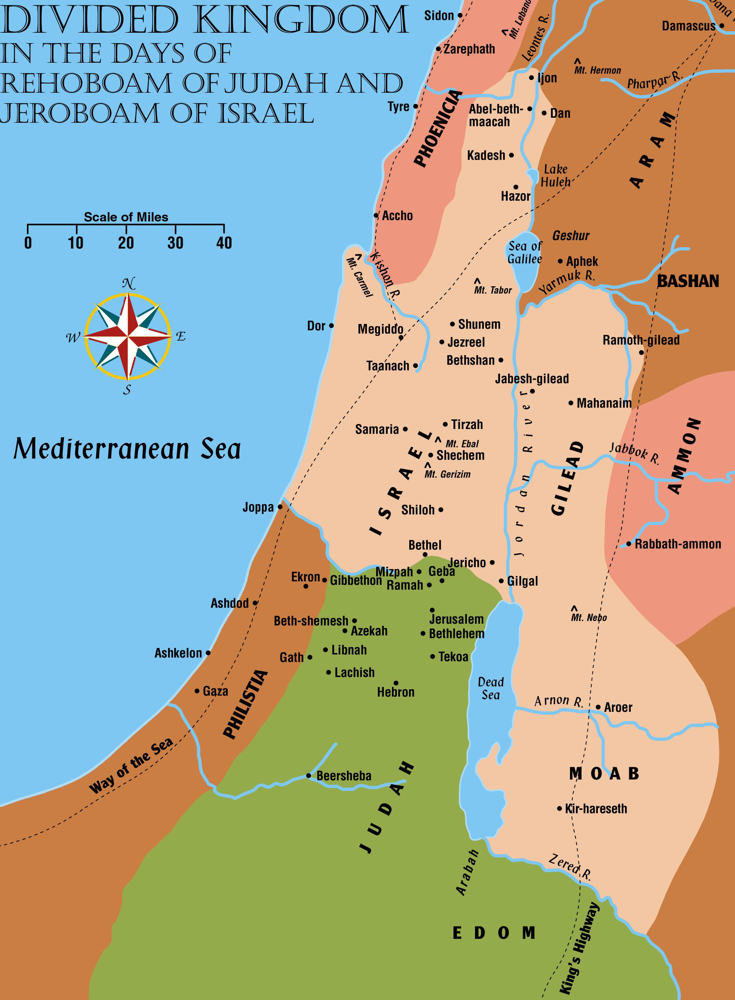 DIVIDED KINGDOM
IN THE DAYS OF
REHOBOAM OF JUDAH AND
JEROBOAM OF ISRAEL
Sidon
Mt. Lebano
Leontes R.
Damascus
Zarephath
Mt. Hermon
Ijon
Pharpar R.
Tyre
PHOENICIA
Abel-beth-
maacah
Dan
ARAM
Kadesh
Lake
Huleh
Hazor
Scale of Miles
0 10 20 30 40
Accho
Geshur
Sea of
Galilee
Aphek
Kishon R.
Mt. Carmel
Yarmuk R.
BASHAN
Mt. Tabor
N
W
E
S
Dor
Megiddo
Shunem
Jezreel
Ramoth-gilead
Bethshan
Taanach
Jabesh-gilead
Mahanaim
Samaria
Tirzah
Mt. Ebal
Mediterranean Sea
Shechem
Mt. Gerizim
ISRAEL
Jordan River
GILEAD
Jabbok R.
AMMON
Joppa
Shiloh
Bethel
Rabbath-ammon
Jericho
Mizpah
Geba
Ekron
Gibbethon
Ramah
Gilgal
Ashdod
Jerusalem
Mt. Nebo
Beth-shemesh
Azekah
Bethlehem
Ashkelon
Libnah
Gath
Tekoa
Lachish
Hebron
Dead
Sea
Gaza
PHILISTIA
Arnon R.
Aroer
Way of the Sea
Beersheba
JUDAH
MOAB
Kir-hareseth
Arabah
Zered R.
EDOM
King's Highway